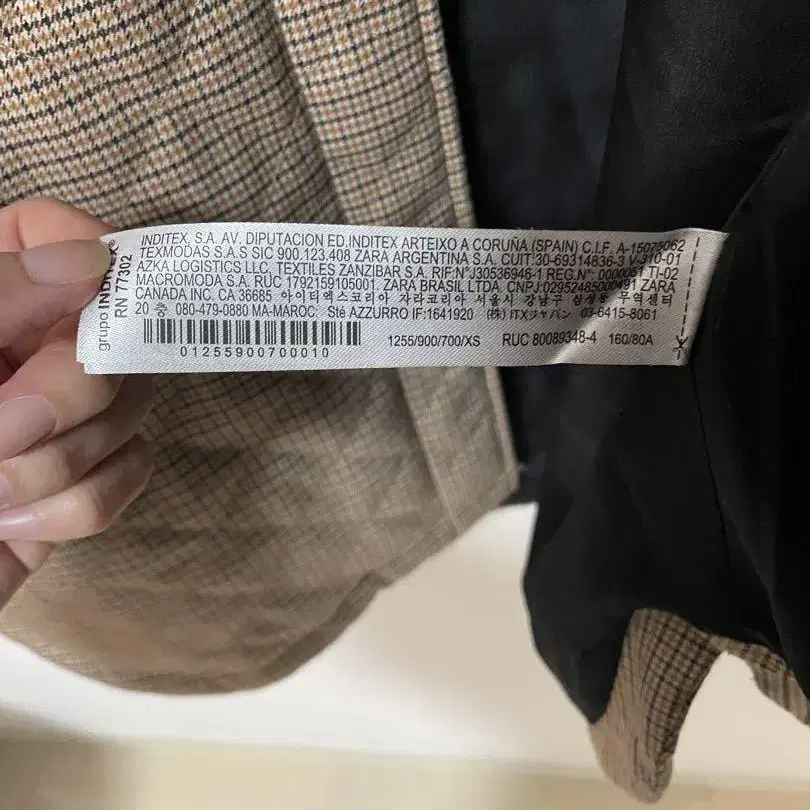 grupo INDITEX®
RN 77302
INDITEX, S.A. AV. DIPUTACION ED.INDITEX ARTEIXO A CORUÑA (SPAIN) C.I.F. A-15075062
TEXMODAS S.A.S SIC 900.123.408 ZARA ARGENTINA S.A. CUIT:30-69314836-3 V-310-01
AZKA LOGISTICS LLC, TEXTILES ZANZIBAR S.A. RIF:N°J30536946-1 REG.N° 0000051 TI-02
MACROMODA S.A. RUC 1792159105001. ZARA BRASIL LTDA. CNPJ:02952485000491 ZARA
CANADA INC. CA 36685 아이디엑스코리아 자라코리아 서울시 강남구 삼성동 무역센터
20 층 080-479-0880 MA-MAROC: Sté AZZURRO IF:1641920 (株) ITXジャパン 03-6415-8061
01255900700010
1255/900/700/XS RUC 80089348-4 160/80A